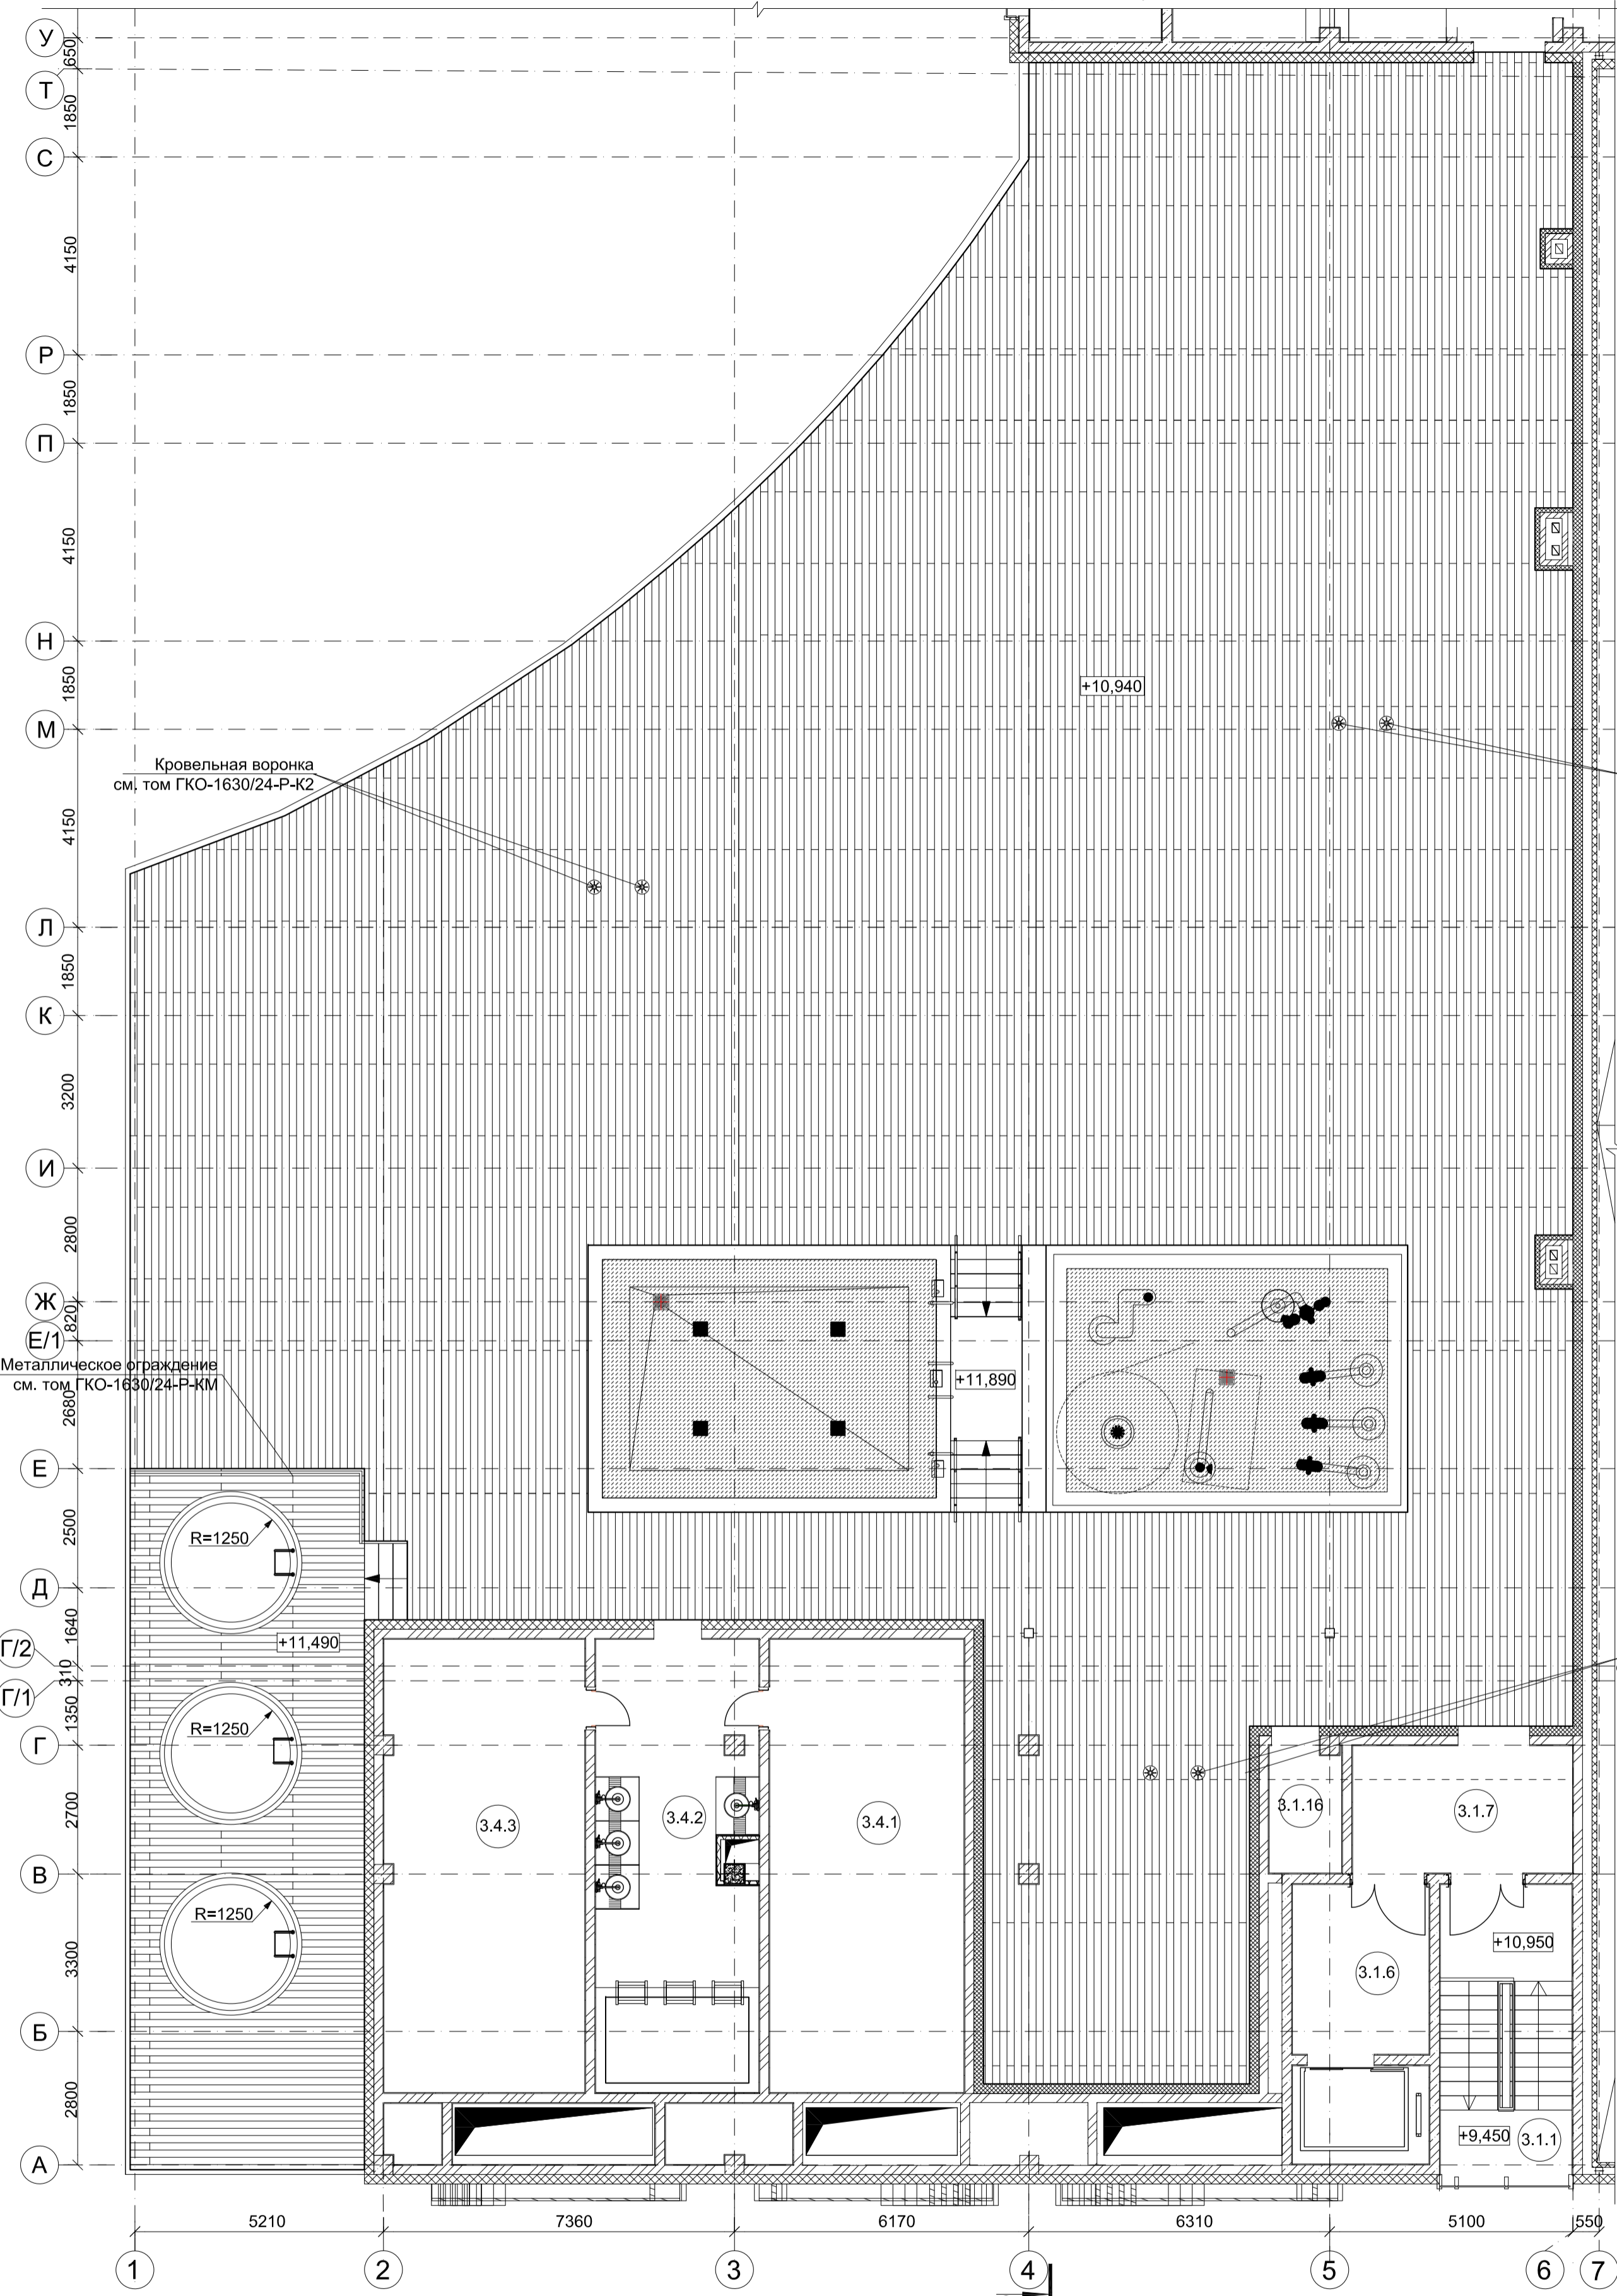 У
650
Т
1850
С
4150
Р
1850
П
4150
Н
1850
+10,940
М
Кровельная воронка
см. том ГКО-1630/24-Р-К2
4150
Л
1850
К
3200
И
2800
Ж
820
Е/1
Металлическое ограждение
см. том ГКО-1630/24-Р-КМ
+11,890
2680
Е
2500
R=1250
Д
1640
+11,490
Г/2
310
Г/1
1350
R=1250
Г
2700
3.4.3
3.4.2
3.4.1
3.1.16
3.1.7
В
R=1250
3300
+10,950
3.1.6
Б
2800
+9,450
3.1.1
А
5210
7360
6170
6310
5100
550
1
2
3
4
5
6
7